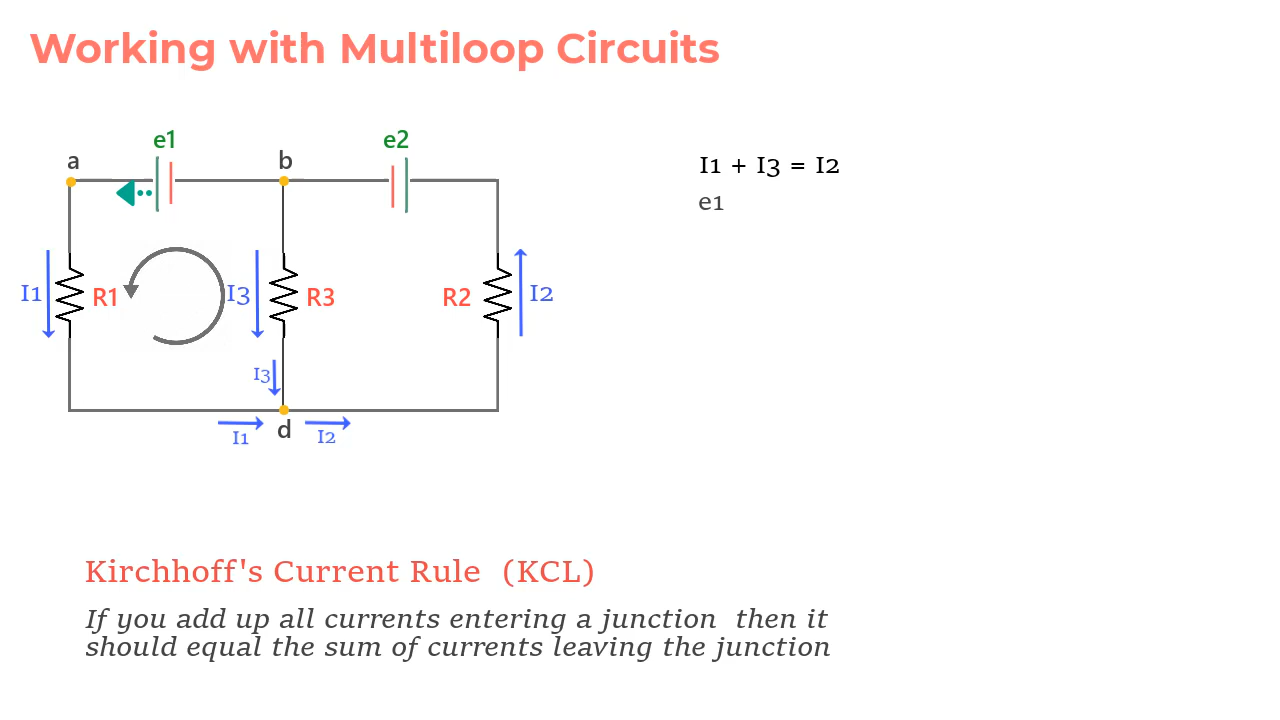 Working with Multiloop Circuits
e1
e2
a
b
I1 + I3 = I2
e1
I1
R1
I3
R3
R2
I2
I3
I1
d
I2
Kirchhoff's Current Rule (KCL)
If you add up all currents entering a junction then it
should equal the sum of currents leaving the junction